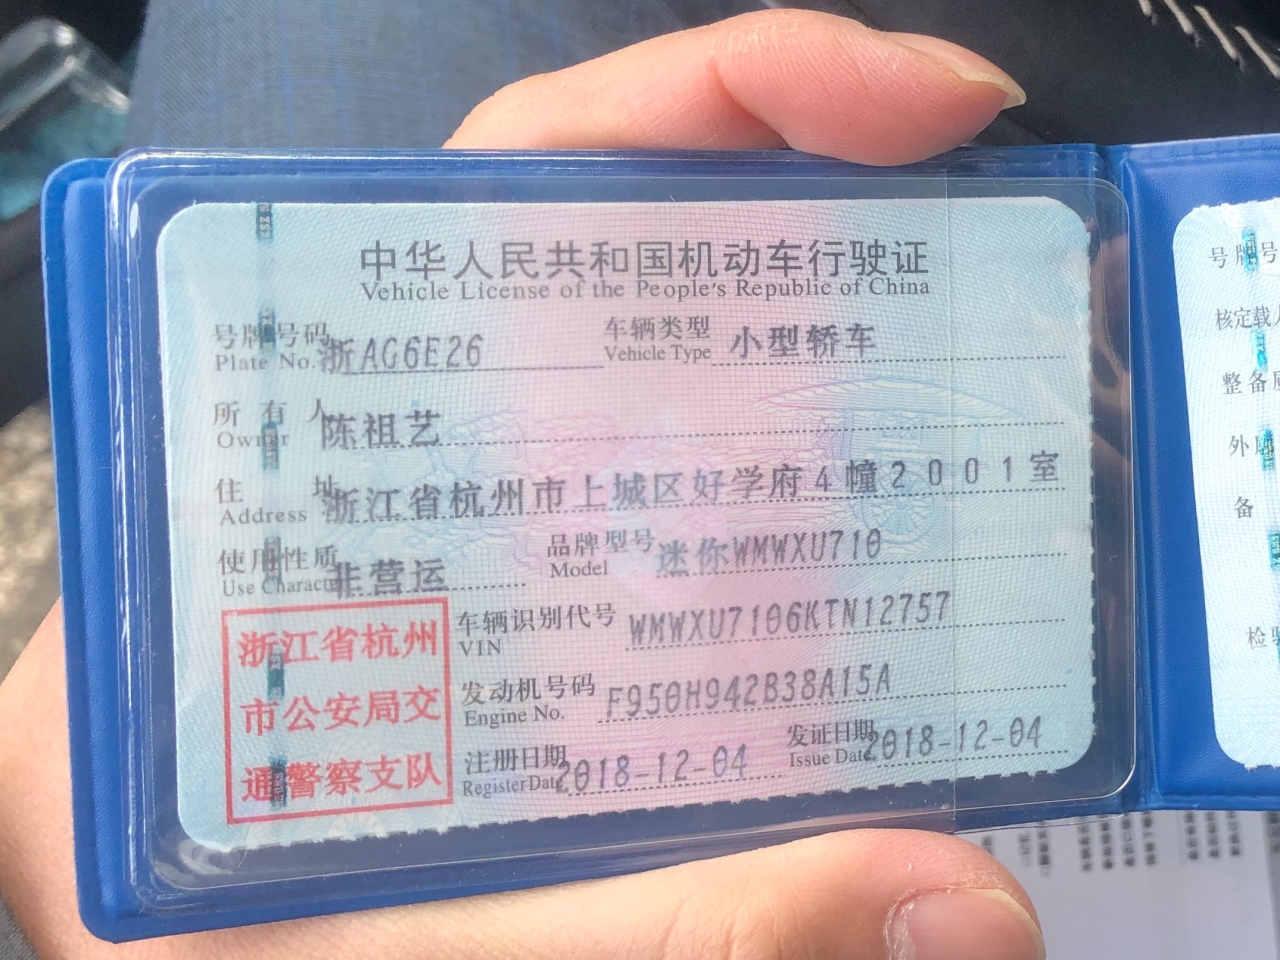 中华人民共和国机动车行驶证
Vehicle License of the People's Republic of China
号牌号码 浙AG6E26 车辆类型 小型轿车
Plate No. Vehicle Type
所有人 陈祖艺
Owner
住址 浙江省杭州市上城区好学府4幢2001室
Address
使用性质 非营运 品牌型号 迷你WMWXU710
Use Character Model
车辆识别代号 WMWXU7106KTN12757
VIN
发动机号码 F950H942B38A15A
Engine No.
注册日期 2018-12-04 发证日期 2018-12-04
Register Date Issue Date
浙江省杭州
市公安局交
通警察支队
号牌号
核定载人
整备质
外廓
备
检验